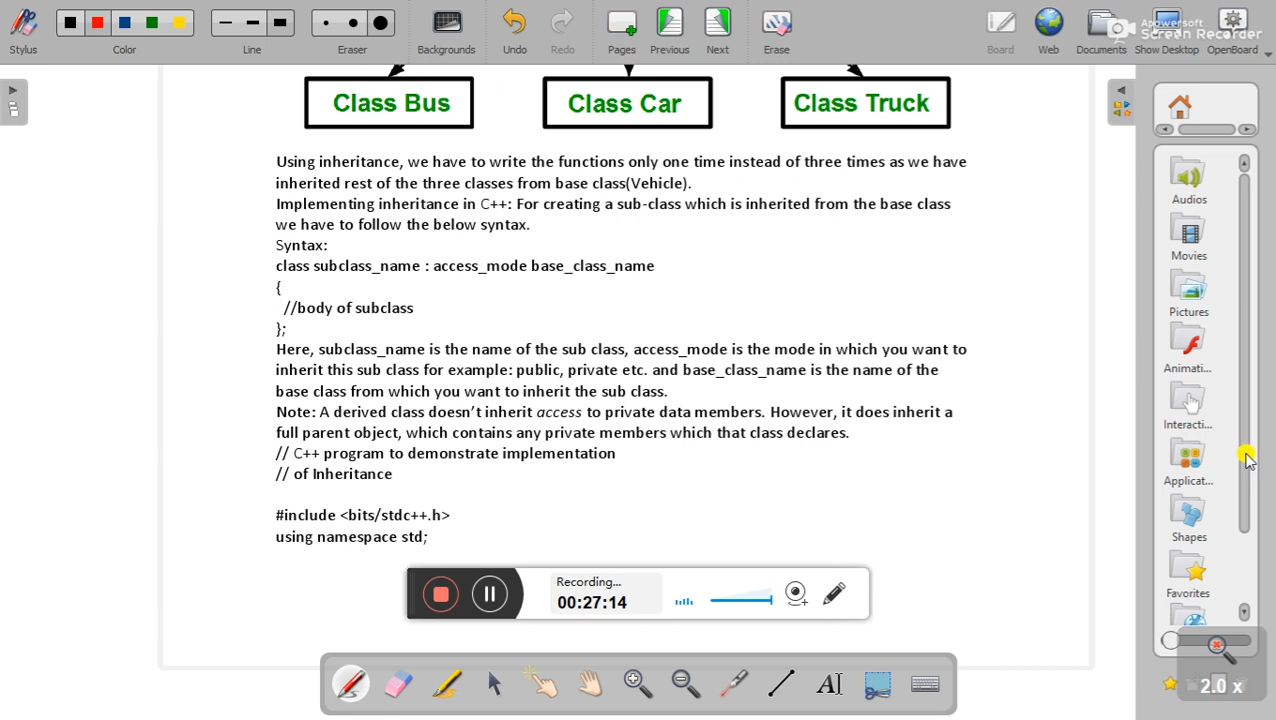 Stylus
Color
Line
Eraser
Backgrounds
Undo
Redo
Pages
Previous
Next
Erase
Board
Web
Documents
Show Desktop
OpenBoard
Apowersoft
Screen Recorder
Class Bus
Class Car
Class Truck
Using inheritance, we have to write the functions only one time instead of three times as we have
inherited rest of the three classes from base class(Vehicle).
Implementing inheritance in C++: For creating a sub-class which is inherited from the base class
we have to follow the below syntax.
Syntax:
class subclass_name : access_mode base_class_name
{
//body of subclass
};
Here, subclass_name is the name of the sub class, access_mode is the mode in which you want to
inherit this sub class for example: public, private etc. and base_class_name is the name of the
base class from which you want to inherit the sub class.
Note: A derived class doesn’t inherit access to private data members. However, it does inherit a
full parent object, which contains any private members which that class declares.
// C++ program to demonstrate implementation
// of Inheritance
#include <bits/stdc++.h>
using namespace std;
Recording...
00:27:14
Audios
Movies
Pictures
Animati...
Interacti...
Applicat...
Shapes
Favorites
2.0 x